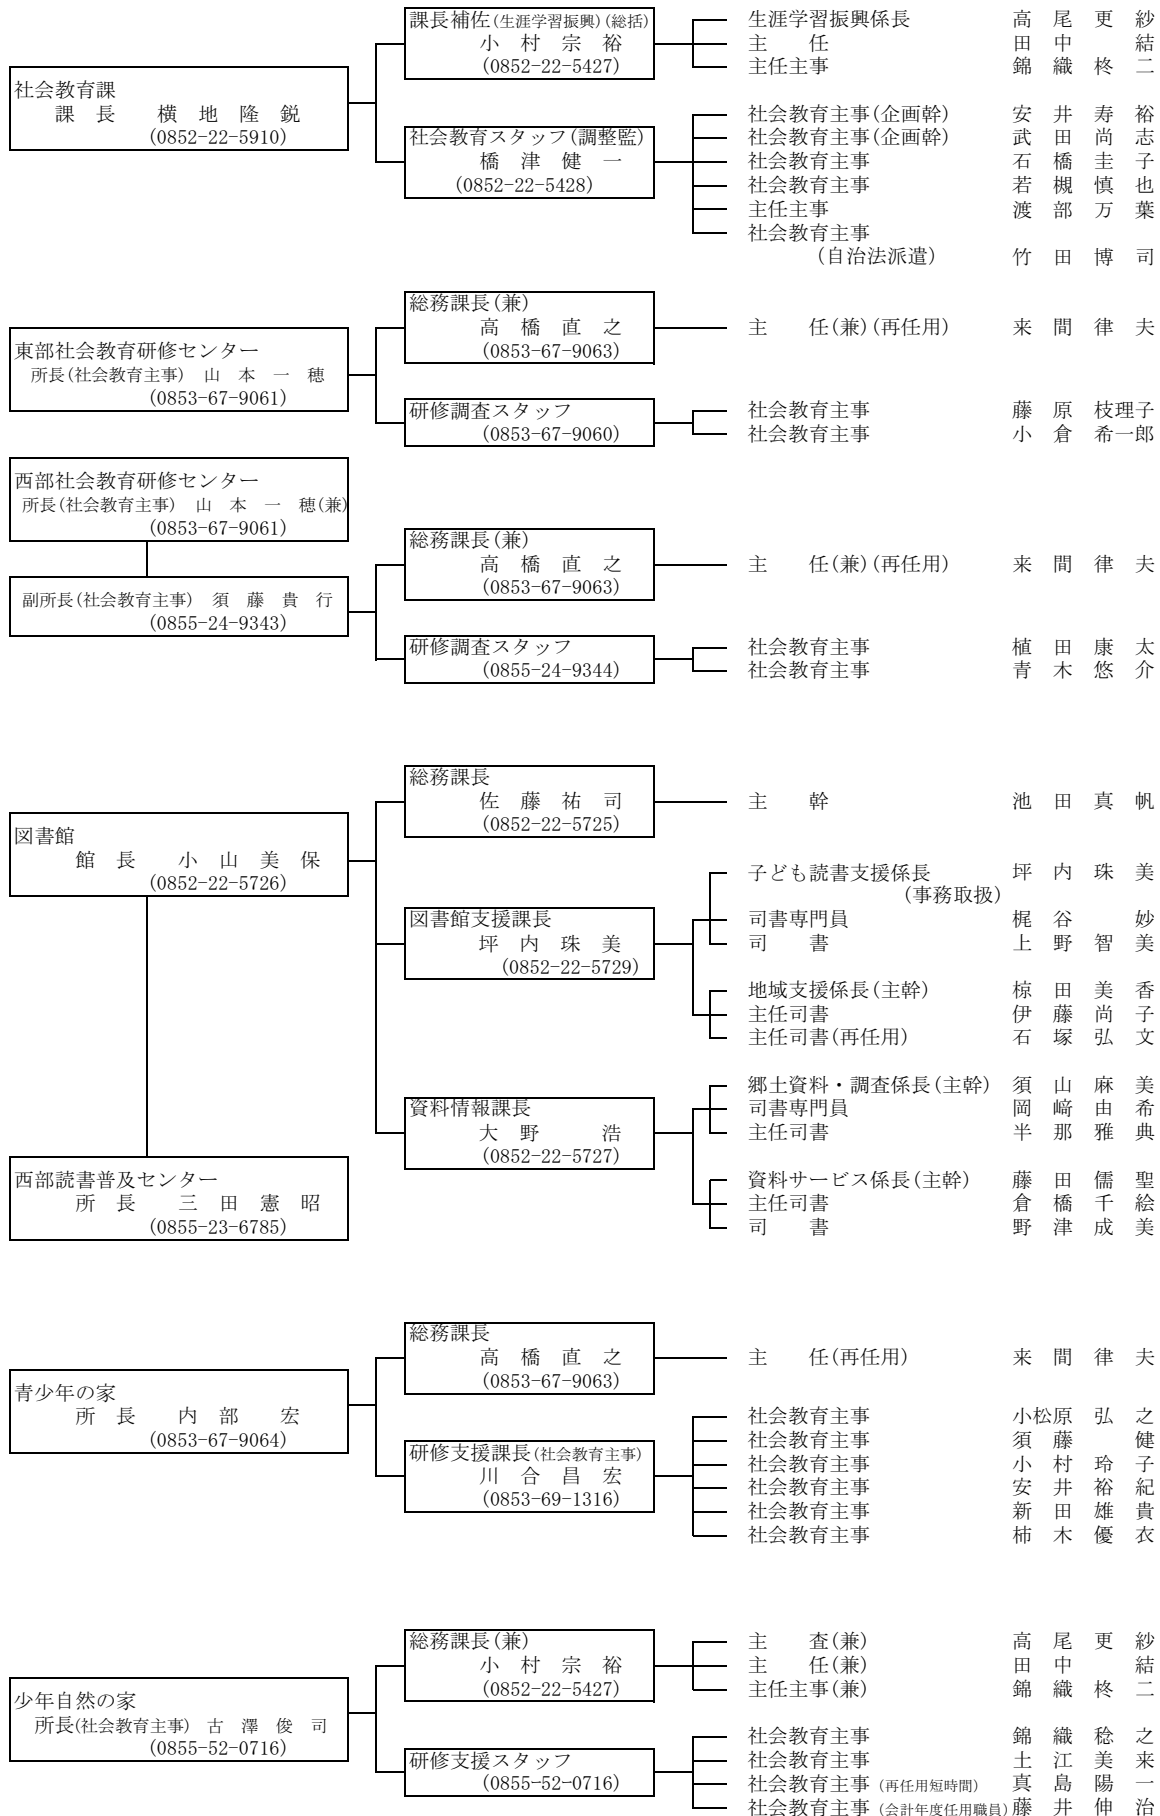 課長補佐(生涯学習振興)(総括)
小村宗裕
(0852-22-5427)
生涯学習振興係長 高尾更紗
主任 田中結
主任主事 錦織柊二
社会教育課
課長 横地隆鋭
(0852-22-5910)
社会教育スタッフ(調整監)
橋津健一
(0852-22-5428)
社会教育主事(企画幹) 安井寿裕
社会教育主事(企画幹) 武田尚志
社会教育主事 石橋圭子
社会教育主事 若槻慎也
主任主事 渡部万葉
社会教育主事
(自治法派遣) 竹田博司
東部社会教育研修センター
所長(社会教育主事) 山本一穂
(0853-67-9061)
総務課長(兼)
高橋直之
(0853-67-9063)
主任(兼)(再任用) 来間律夫
研修調査スタッフ
(0853-67-9060)
社会教育主事 藤原枝理子
社会教育主事 小倉希一郎
西部社会教育研修センター
所長(社会教育主事) 山本一穂(兼)
(0853-67-9061)
副所長(社会教育主事) 須藤貴行
(0855-24-9343)
総務課長(兼)
高橋直之
(0853-67-9063)
主任(兼)(再任用) 来間律夫
研修調査スタッフ
(0855-24-9344)
社会教育主事 植田康太
社会教育主事 青木悠介
図書館
館長 小山美保
(0852-22-5726)
総務課長
佐藤祐司
(0852-22-5725)
主幹 池田真帆
図書館支援課長
坪内珠美
(0852-22-5729)
子ども読書支援係長 坪内珠美
(事務取扱)
司書専門員 梶谷妙
司書 上野智美
地域支援係長(主幹) 椋田美香
主任司書 伊藤尚子
主任司書(再任用) 石塚弘文
資料情報課長
大野浩
(0852-22-5727)
郷土資料・調査係長(主幹) 須山麻美
司書専門員 岡﨑由希
主任司書 半那雅典
資料サービス係長(主幹) 藤田儒聖
主任司書 倉橋千絵
司書 野津成美
西部読書普及センター
所長 三田憲昭
(0855-23-6785)
青少年の家
所長 内部宏
(0853-67-9064)
総務課長
高橋直之
(0853-67-9063)
主任(再任用) 来間律夫
研修支援課長(社会教育主事)
川合昌宏
(0853-69-1316)
社会教育主事 小松原弘之
社会教育主事 須藤健
社会教育主事 小村玲子
社会教育主事 安井裕紀
社会教育主事 新田雄貴
社会教育主事 柿木優衣
少年自然の家
所長(社会教育主事) 古澤俊司
(0855-52-0716)
総務課長(兼)
小村宗裕
(0852-22-5427)
主査(兼) 高尾更紗
主任(兼) 田中結
主任主事(兼) 錦織柊二
研修支援スタッフ
(0855-52-0716)
社会教育主事 錦織稔之
社会教育主事 土江美来
社会教育主事(再任用短時間) 真島陽一
社会教育主事(会計年度任用職員) 藤井伸治